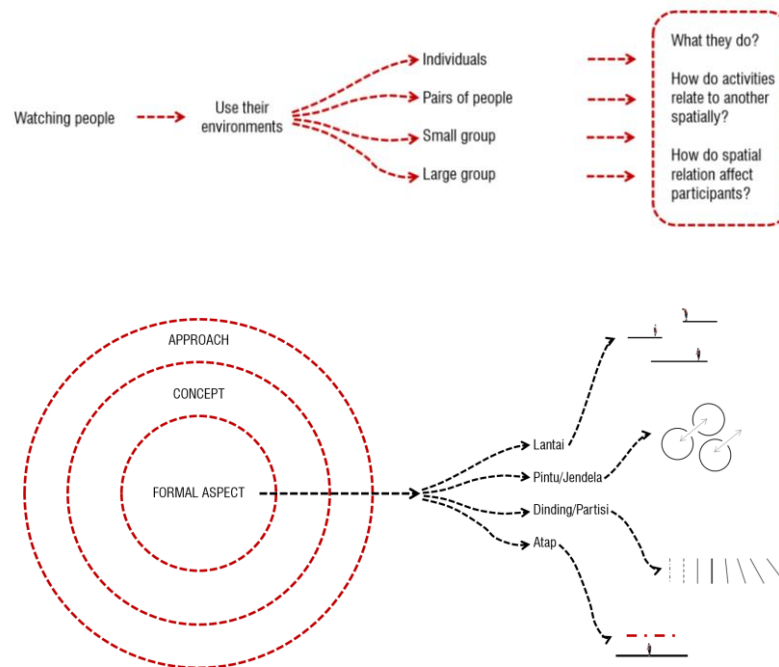 Watching people
Use their
environments
Individuals
Pairs of people
Small group
Large group
What they do?
How do activities
relate to another
spatially?
How do spatial
relation affect
participants?
APPROACH
CONCEPT
FORMAL ASPECT
Lantai
Pintu/Jendela
Dinding/Partisi
Atap